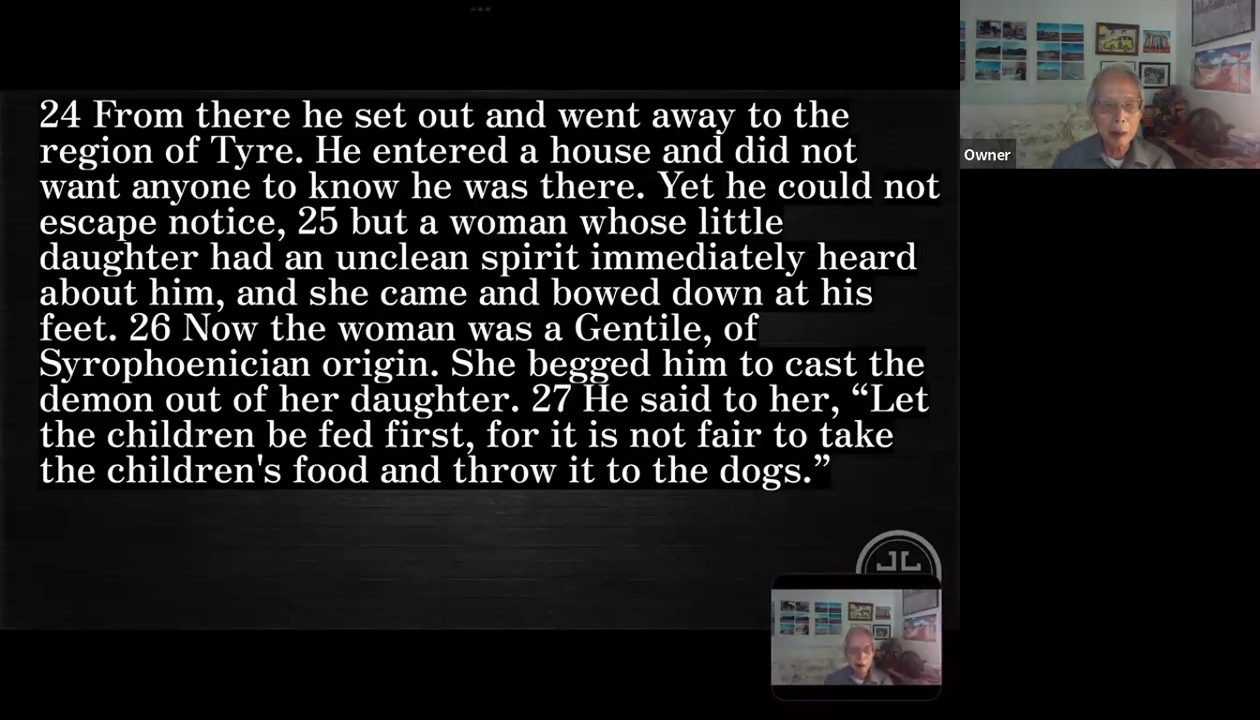 24 From there he set out and went away to the
region of Tyre. He entered a house and did not
want anyone to know he was there. Yet he could not
escape notice, 25 but a woman whose little
daughter had an unclean spirit immediately heard
about him, and she came and bowed down at his
feet. 26 Now the woman was a Gentile, of
Syrophoenician origin. She begged him to cast the
demon out of her daughter. 27 He said to her, “Let
the children be fed first, for it is not fair to take
the children's food and throw it to the dogs.”
Owner